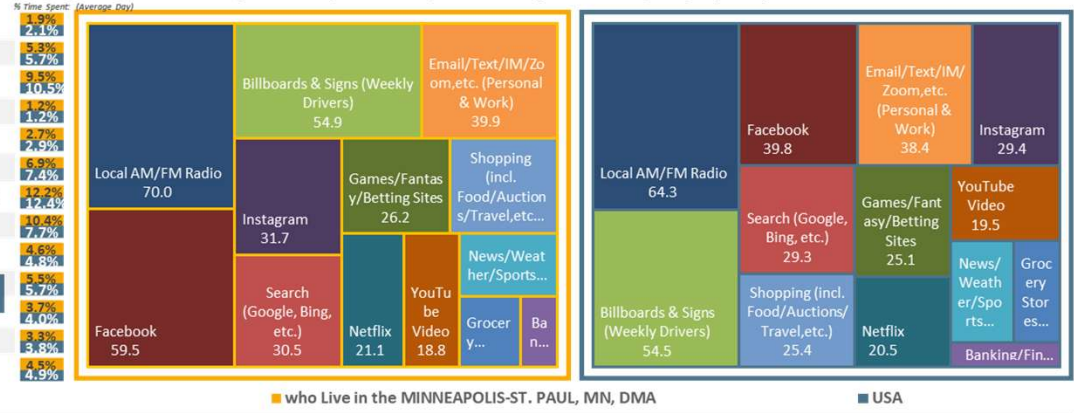 % Time Spent: (Average Day)
1.9%
2.1%
5.3%
5.7%
9.5%
10.5%
1.2%
1.2%
2.7%
2.9%
6.9%
7.4%
12.2%
12.4%
10.4%
7.7%
4.6%
4.8%
5.5%
5.7%
3.7%
4.0%
3.3%
3.8%
4.5%
4.9%
Local AM/FM Radio
70.0
Facebook
59.5
Billboards & Signs (Weekly
Drivers)
54.9
Email/Text/IM/Zo
om,etc. (Personal
& Work)
39.9
Instagram
31.7
Search
(Google, Bing,
etc.)
30.5
Games/Fantas
y/Betting Sites
26.2
Shopping
(incl.
Food/Auction
s/Travel,etc...
Netflix
21.1
YouTu
be
Video
18.8
News/Weat
her/Sports...
Grocer
y...
Ba
n...
Local AM/FM Radio
64.3
Billboards & Signs
(Weekly Drivers)
54.5
Facebook
39.8
Email/Text/IM/
Zoom,etc.
(Personal &
Work)
38.4
Instagram
29.4
Search (Google,
Bing, etc.)
29.3
Shopping (incl.
Food/Auctions/
Travel,etc.)
25.4
Games/Fant
asy/Betting
Sites
25.1
Netflix
20.5
YouTube
Video
19.5
News/
Weath
er/Spo
rts...
Groc
ery
Stor
es...
Banking/Fin...
who Live in the MINNEAPOLIS-ST. PAUL, MN, DMA
USA